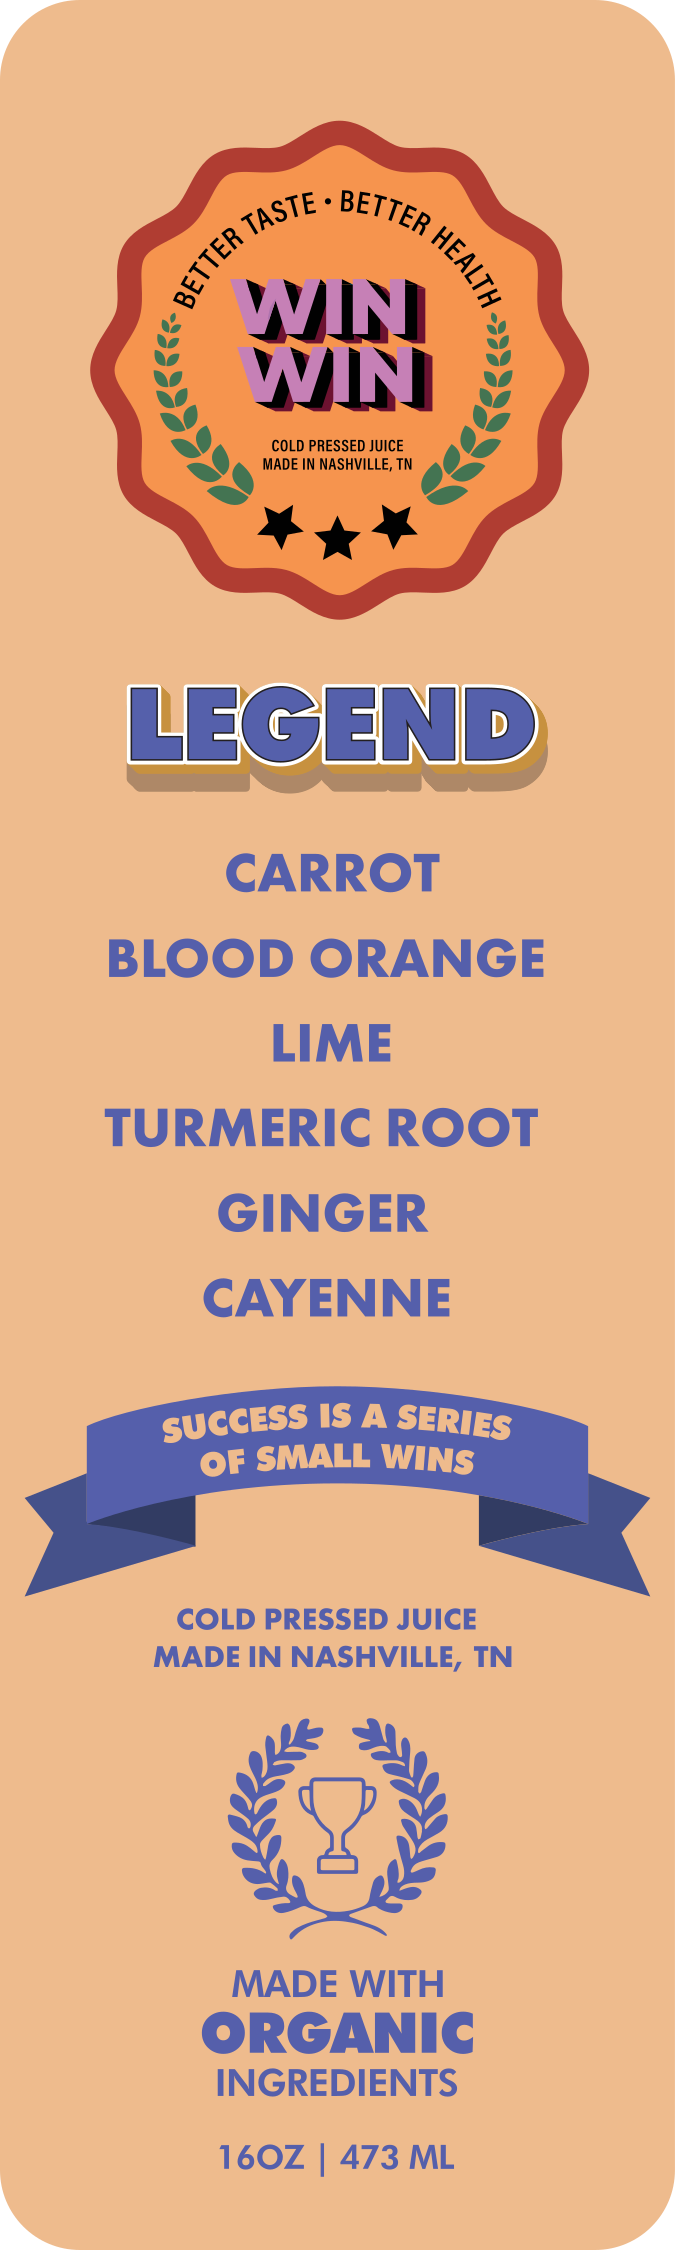 BETTER TASTE • BETTER HEALTH
WIN
WIN
COLD PRESSED JUICE
MADE IN NASHVILLE, TN
LEGEND
CARROT
BLOOD ORANGE
LIME
TURMERIC ROOT
GINGER
CAYENNE
SUCCESS IS A SERIES
OF SMALL WINS
COLD PRESSED JUICE
MADE IN NASHVILLE, TN
MADE WITH
ORGANIC
INGREDIENTS
16OZ | 473 ML